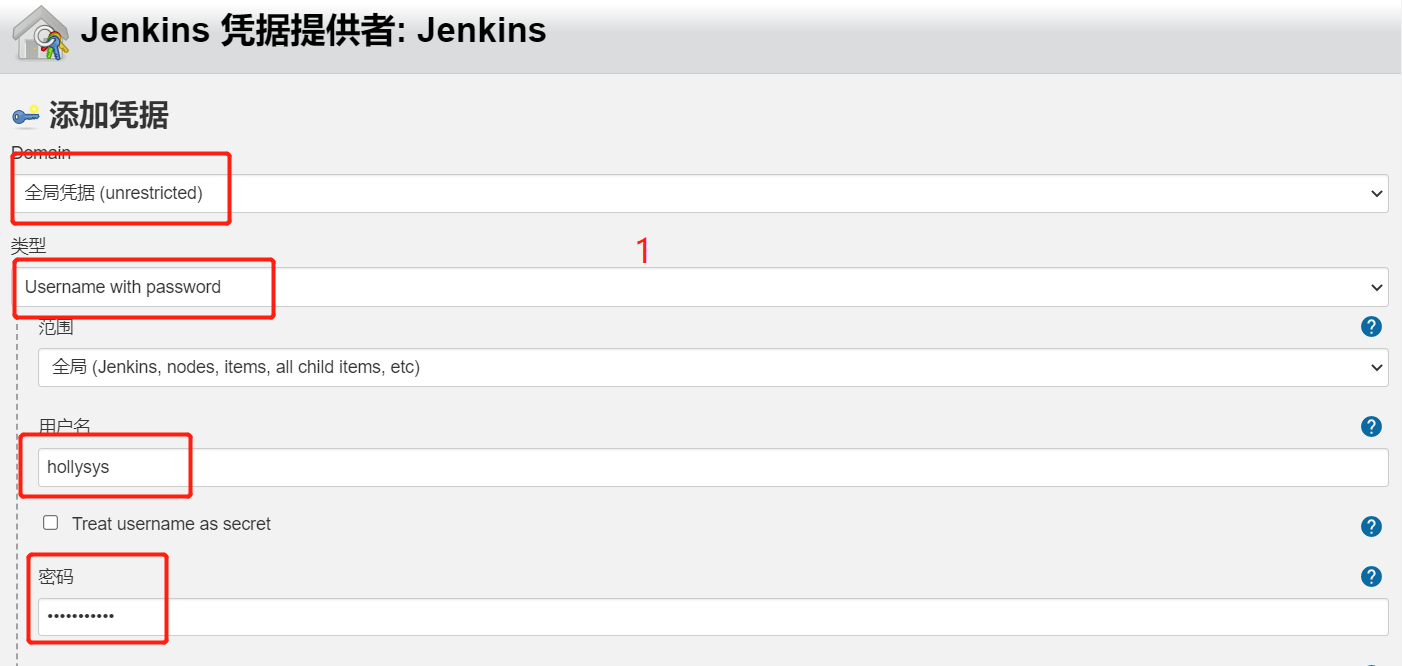 Jenkins 凭据提供者: Jenkins
添加凭据
Domain
全局凭据 (unrestricted)
类型
1
Username with password
范围
?
全局 (Jenkins, nodes, items, all child items, etc)
用户名
?
hollysys
Treat username as secret
?
密码
?
•••••••••••